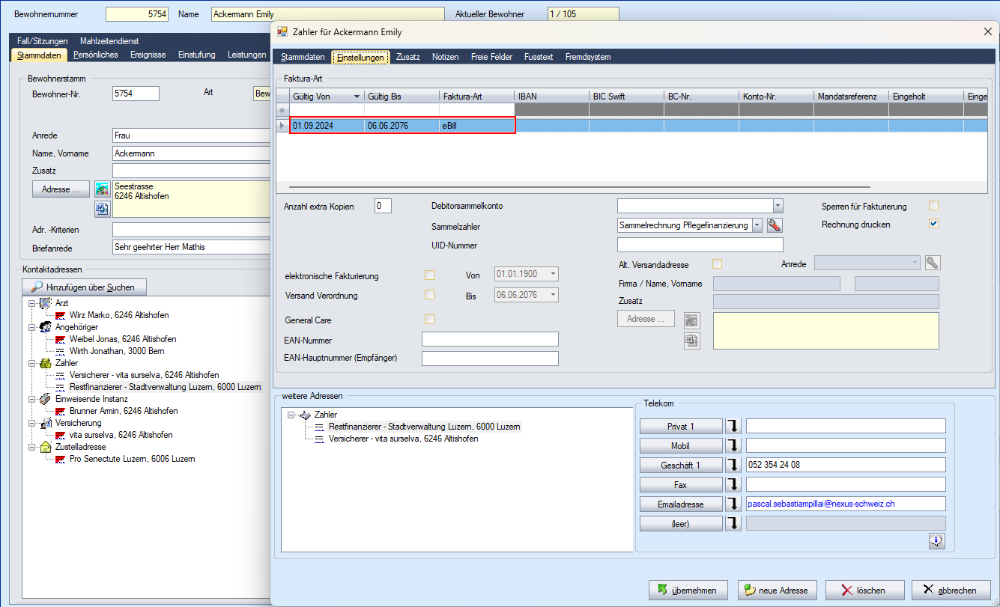 Bewohnernummer 5754 Name Ackermann Emily Aktueller Bewohner 1 / 105
Fall/Sitzungen Mahlzeitendienst
Stammdaten Persönliches Ereignisse Einstufung Leistungen
Bewohnerstamm
Bewohner-Nr. 5754 Art Bew
Anrede Frau
Name, Vorname Ackermann
Zusatz
Adresse ... Seestrasse
6246 Altishofen
Adr. -Kriterien
Briefanrede Sehr geehrter Herr Mathis
Kontaktadressen
Hinzufügen über Suchen
Arzt
Wirz Marko, 6246 Altishofen
Angehöriger
Weibel Jonas, 6246 Altishofen
Wirth Jonathan, 3000 Bern
Zahler
Versicherer - vita surselva, 6246 Altishofen
Restfinanzierer - Stadtverwaltung Luzern, 6000 Luzern
Einweisende Instanz
Brunner Armin, 6246 Altishofen
Versicherung
vita surselva, 6246 Altishofen
Zustelladresse
Pro Senectute Luzern, 6006 Luzern
Zahler für Ackermann Emily
Stammdaten Einstellungen Zusatz Notizen Freie Felder Fusstext Fremdsystem
Faktura-Art
Gültig Von Gültig Bis Faktura-Art IBAN BIC Swift BC-Nr. Konto-Nr. Mandatsreferenz Eingeholt Einge
01.09.2024 06.06.2076 eBill
Anzahl extra Kopien 0 Debitorsammelkonto Sperren für Fakturierung
Sammelzahler Sammelrechnung Pflegefinanzierung Rechnung drucken
UID-Nummer
Alt. Versandadresse Anrede
elektronische Fakturierung Von 01.01.1900
Firma / Name, Vorname
Versand Verordnung Bis 06.06.2076
Zusatz
General Care Adresse ...
EAN-Nummer
EAN-Hauptnummer (Empfänger)
weitere Adressen
Zahler
Restfinanzierer - Stadtverwaltung Luzern, 6000 Luzern
Versicherer - vita surselva, 6246 Altishofen
Telekom
Privat 1
Mobil
Geschäft 1 052 354 24 08
Fax
Emailadresse pascal.sebastiampillai@nexus-schweiz.ch
(leer)
übernehmen neue Adresse löschen abbrechen